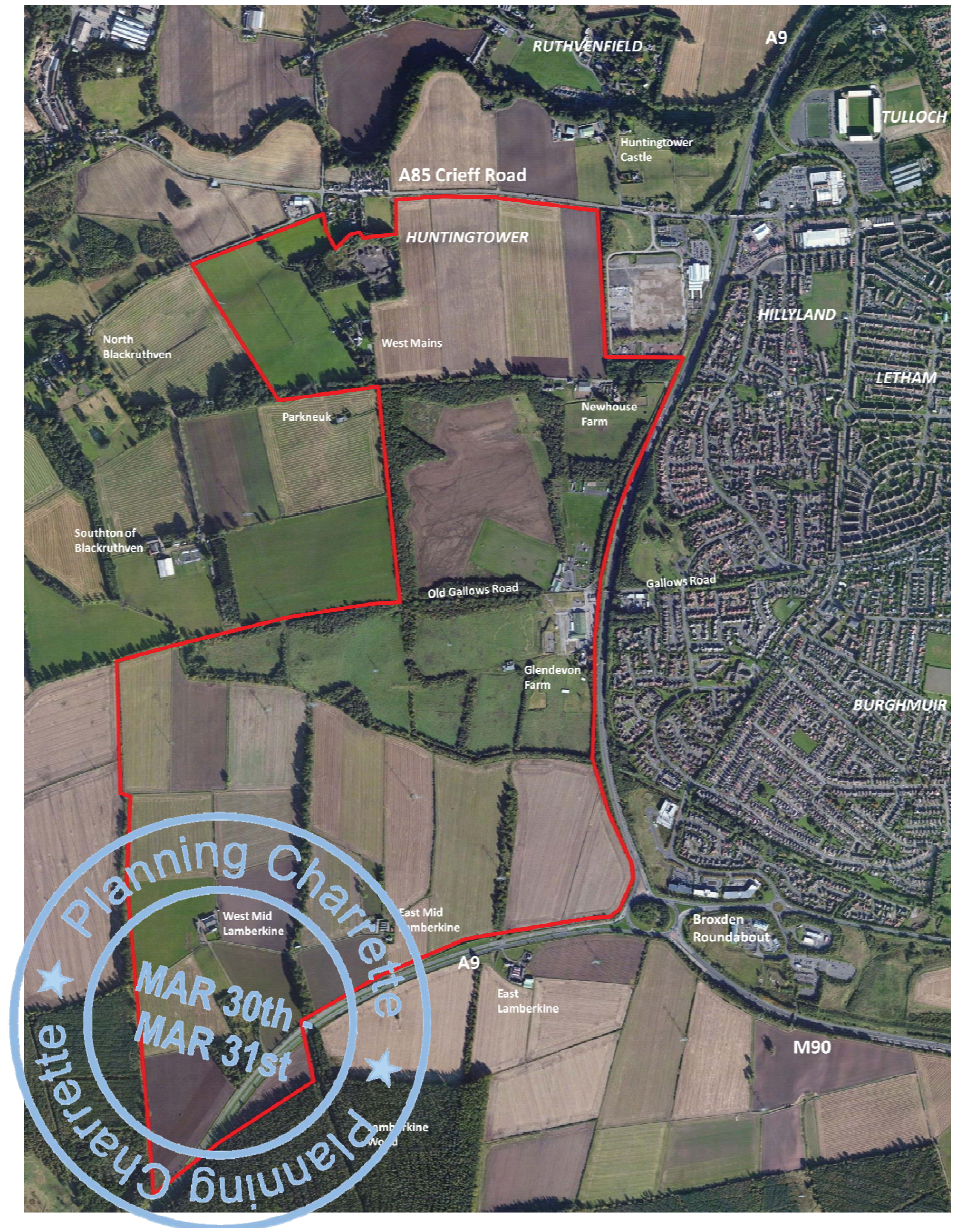 RUTHVENFIELD
A9
TULLOCH
Huntingtower
Castle
A85 Crieff Road
HUNTINGTOWER
HILLYLAND
North
Blackruthven
West Mains
LETHAM
Newhouse
Farm
Parkneuk
Southton of
Blackruthven
Gallows Road
Old Gallows Road
Glendevon
Farm
BURGHMUIR
Planning Charrette
West Mid
Lamberkine
East Mid
Lamberkine
Broxden
Roundabout
A9
MAR 30th -
MAR 31st
East
Lamberkine
M90
Lamberkine
Wood
Planning Charrette